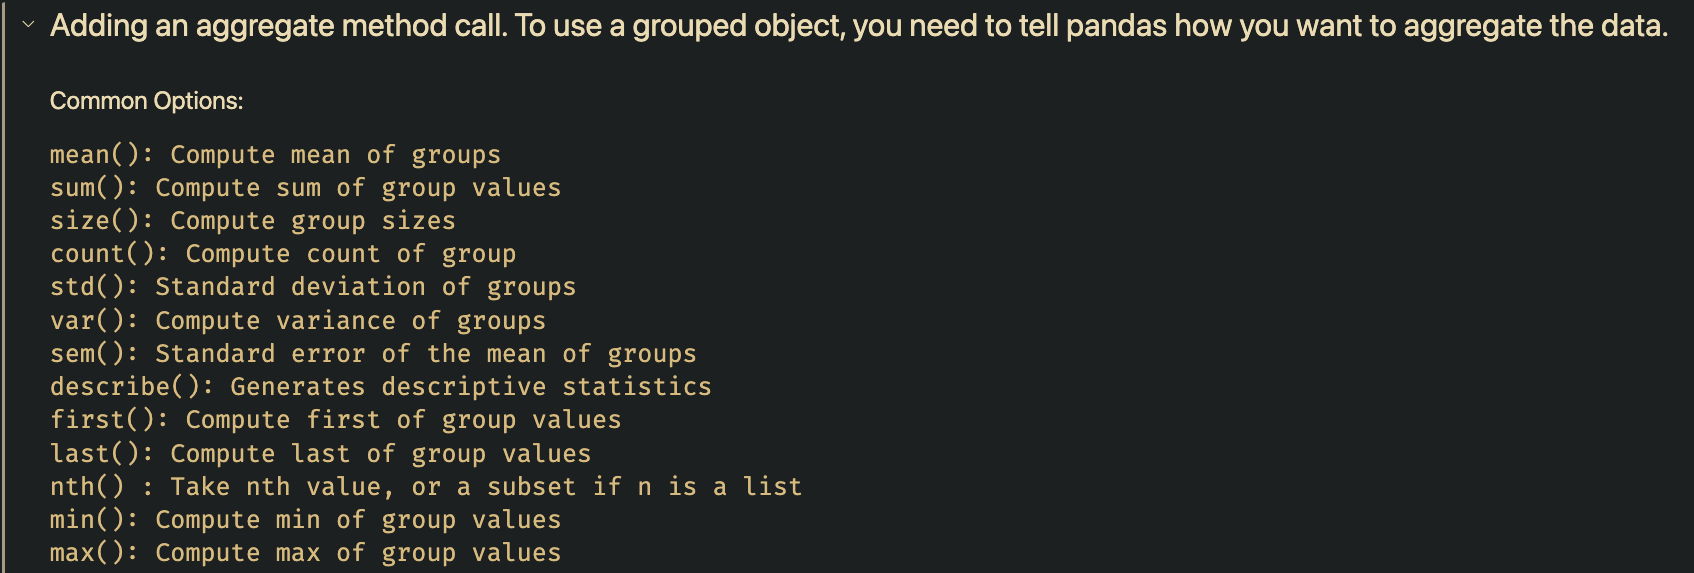 Adding an aggregate method call. To use a grouped object, you need to tell pandas how you want to aggregate the data.
Common Options:
mean(): Compute mean of groups
sum(): Compute sum of group values
size(): Compute group sizes
count(): Compute count of group
std(): Standard deviation of groups
var(): Compute variance of groups
sem(): Standard error of the mean of groups
describe(): Generates descriptive statistics
first(): Compute first of group values
last(): Compute last of group values
nth() : Take nth value, or a subset if n is a list
min(): Compute min of group values
max(): Compute max of group values